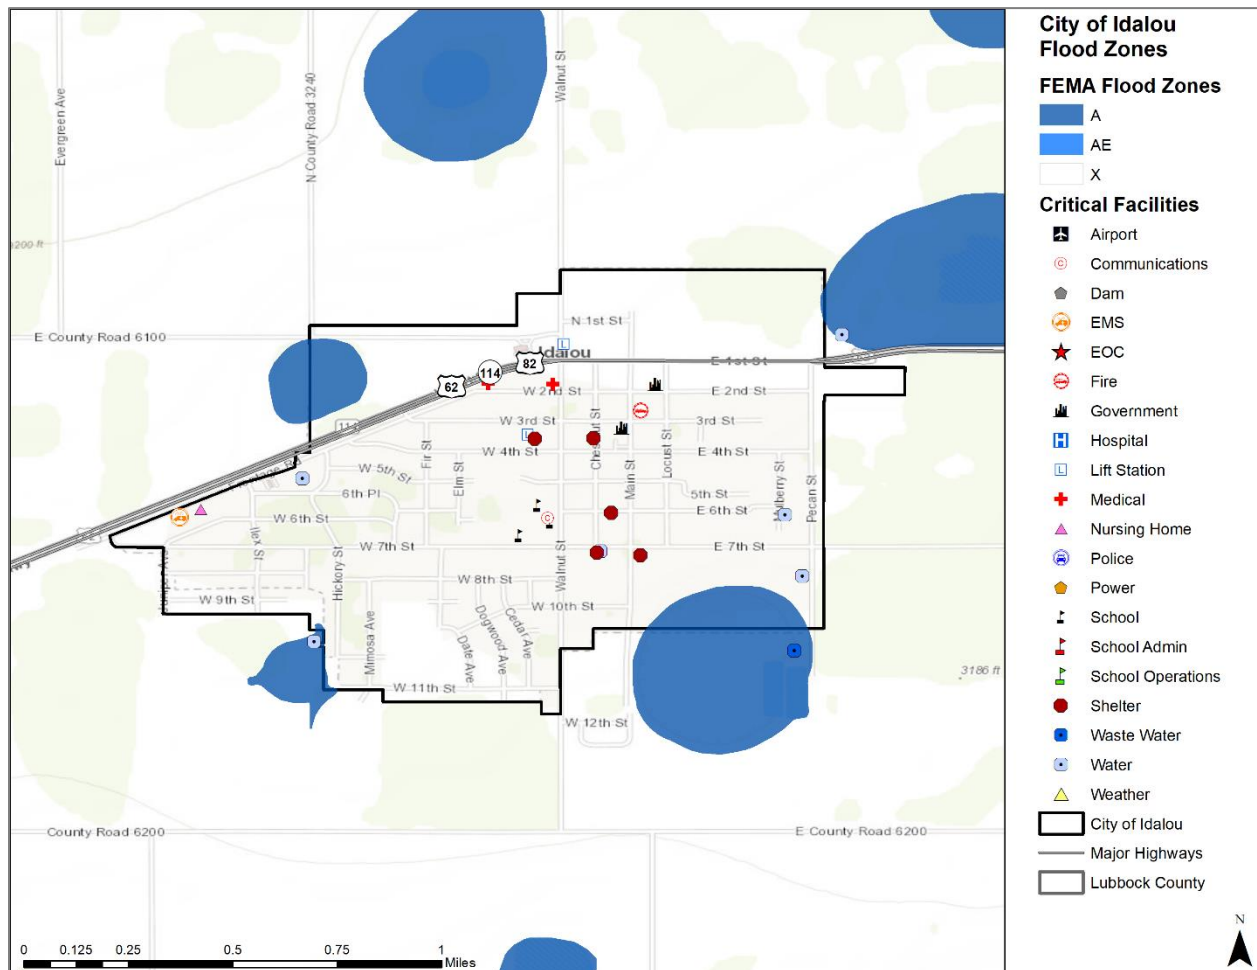 City of Idalou
Flood Zones
FEMA Flood Zones
A
AE
X
Critical Facilities
Airport
C Communications
Dam
EMS
EOC
Fire
Government
H Hospital
L Lift Station
Medical
Nursing Home
Police
Power
School
School Admin
School Operations
Shelter
Waste Water
Water
Weather
City of Idalou
Major Highways
Lubbock County
N
Evergreen Ave
N County Road 3240
Walnut St
E County Road 6100
N 1st St
L
Idalou
E 1st St
82
114
62
W 2nd St
E 2nd St
W 3rd St
3rd St
114
L
W 4th St
E 4th St
Chestnut St
Main St
Locust St
Fir St
Elm St
W 5th St
5th St
6th Pl
W 6th St
E 6th St
C
Mulberry St
Pecan St
Ilex St
Hickory St
W 7th St
E 7th St
Walnut St
W 8th St
W 9th St
W 10th St
Mimosa Ave
Date Ave
Dogwood Ave
Cedar Ave
W 11th St
W 12th St
3186 ft
County Road 6200
E County Road 6200
0 0.125 0.25 0.5 0.75 1
Miles